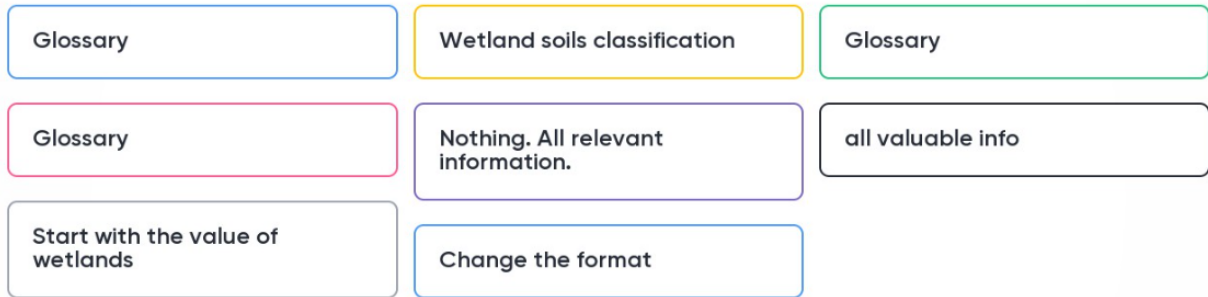 Glossary
Wetland soils classification
Glossary
Glossary
Nothing. All relevant
information.
all valuable info
Start with the value of
wetlands
Change the format